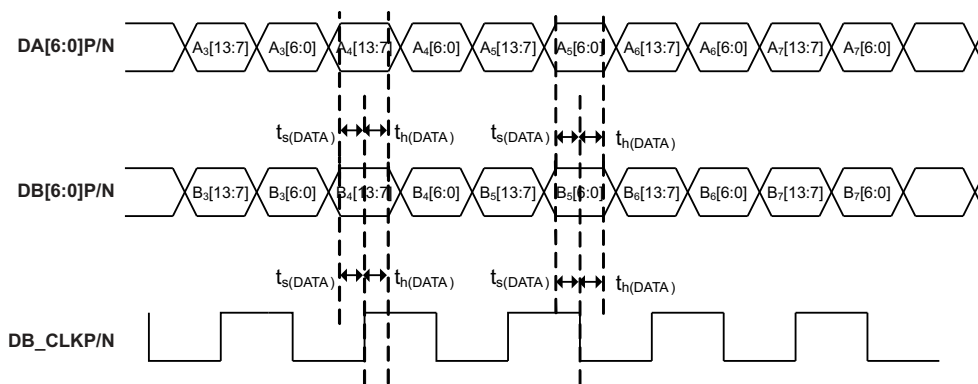 DA[6:0]P/N A3[13:7] A3[6:0] A4[13:7] A4[6:0] A5[13:7] A5[6:0] A6[13:7] A6[6:0] A7[13:7] A7[6:0]
ts(DATA) th(DATA) ts(DATA) th(DATA)
DB[6:0]P/N B3[13:7] B3[6:0] B4[13:7] B4[6:0] B5[13:7] B5[6:0] B6[13:7] B6[6:0] B7[13:7] B7[6:0]
ts(DATA) th(DATA) ts(DATA) th(DATA)
DB_CLKP/N